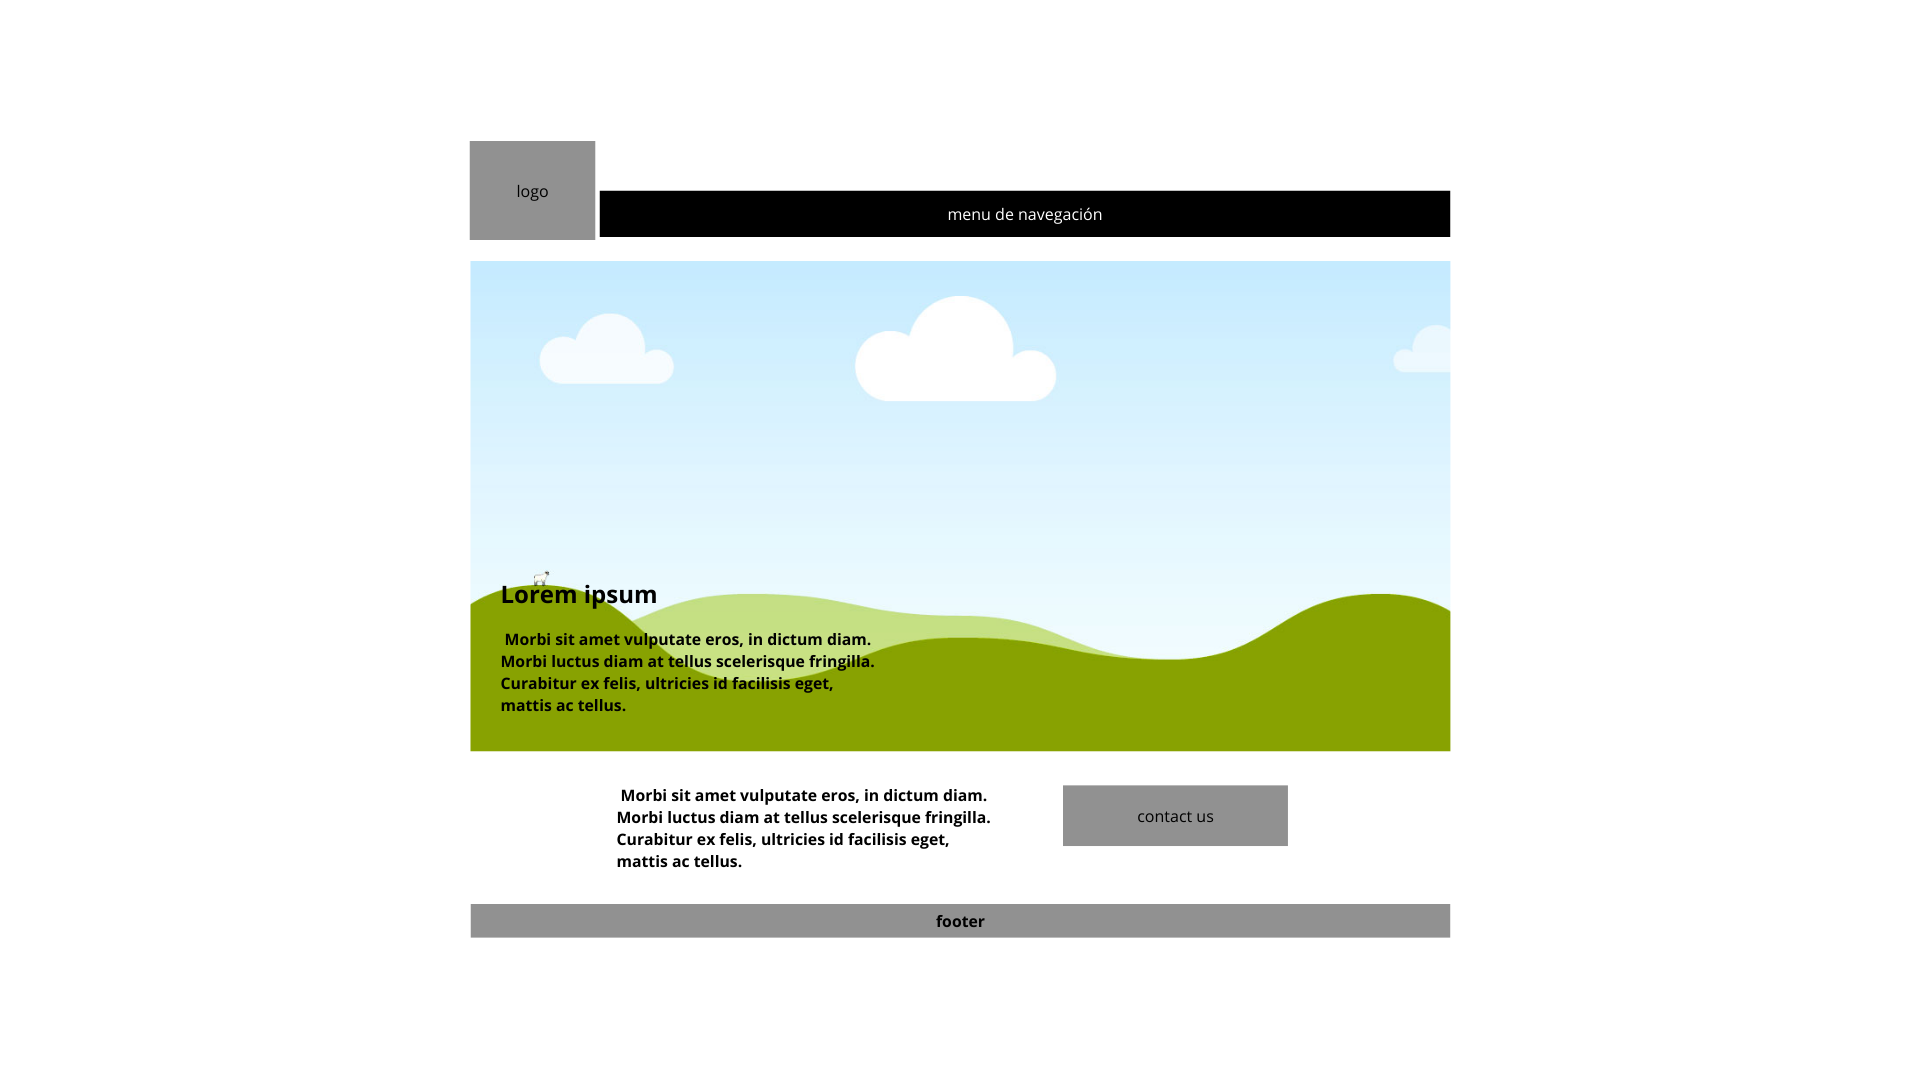 logo
menu de navegación
Lorem ipsum
Morbi sit amet vulputate eros, in dictum diam.
Morbi luctus diam at tellus scelerisque fringilla.
Curabitur ex felis, ultricies id facilisis eget,
mattis ac tellus.
Morbi sit amet vulputate eros, in dictum diam.
Morbi luctus diam at tellus scelerisque fringilla.
Curabitur ex felis, ultricies id facilisis eget,
mattis ac tellus.
contact us
footer